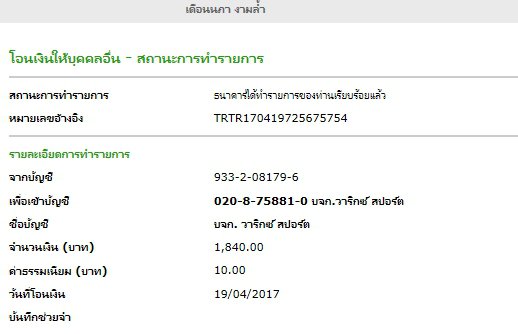 เดือนนภา งามล้ำ
โอนเงินให้บุคคลอื่น - สถานะการทำรายการ
สถานะการทำรายการ ธนาคารได้ทำรายการของท่านเรียบร้อยแล้ว
หมายเลขอ้างอิง TRTR170419725675754
รายละเอียดการทำรายการ
จากบัญชี 933-2-08179-6
เพื่อเข้าบัญชี 020-8-75881-0 บจก.วาริกซ์ สปอร์ต
ชื่อบัญชี บจก. วาริกซ์ สปอร์ต
จำนวนเงิน (บาท) 1,840.00
ค่าธรรมเนียม (บาท) 10.00
วันที่โอนเงิน 19/04/2017
บันทึกช่วยจำ